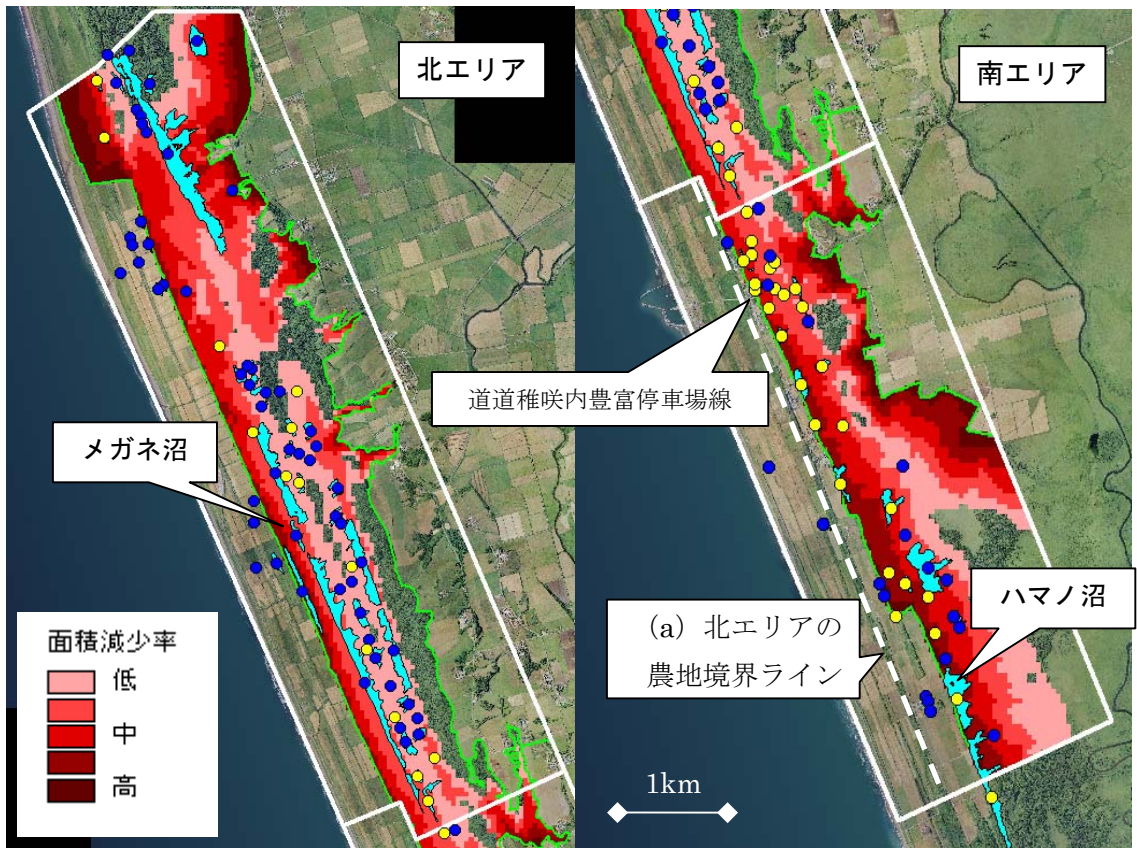 北エリア
南エリア
道道稚咲内豊富停車場線
メガネ沼
(a) 北エリアの
農地境界ライン
ハマノ沼
面積減少率
低
中
高
1km